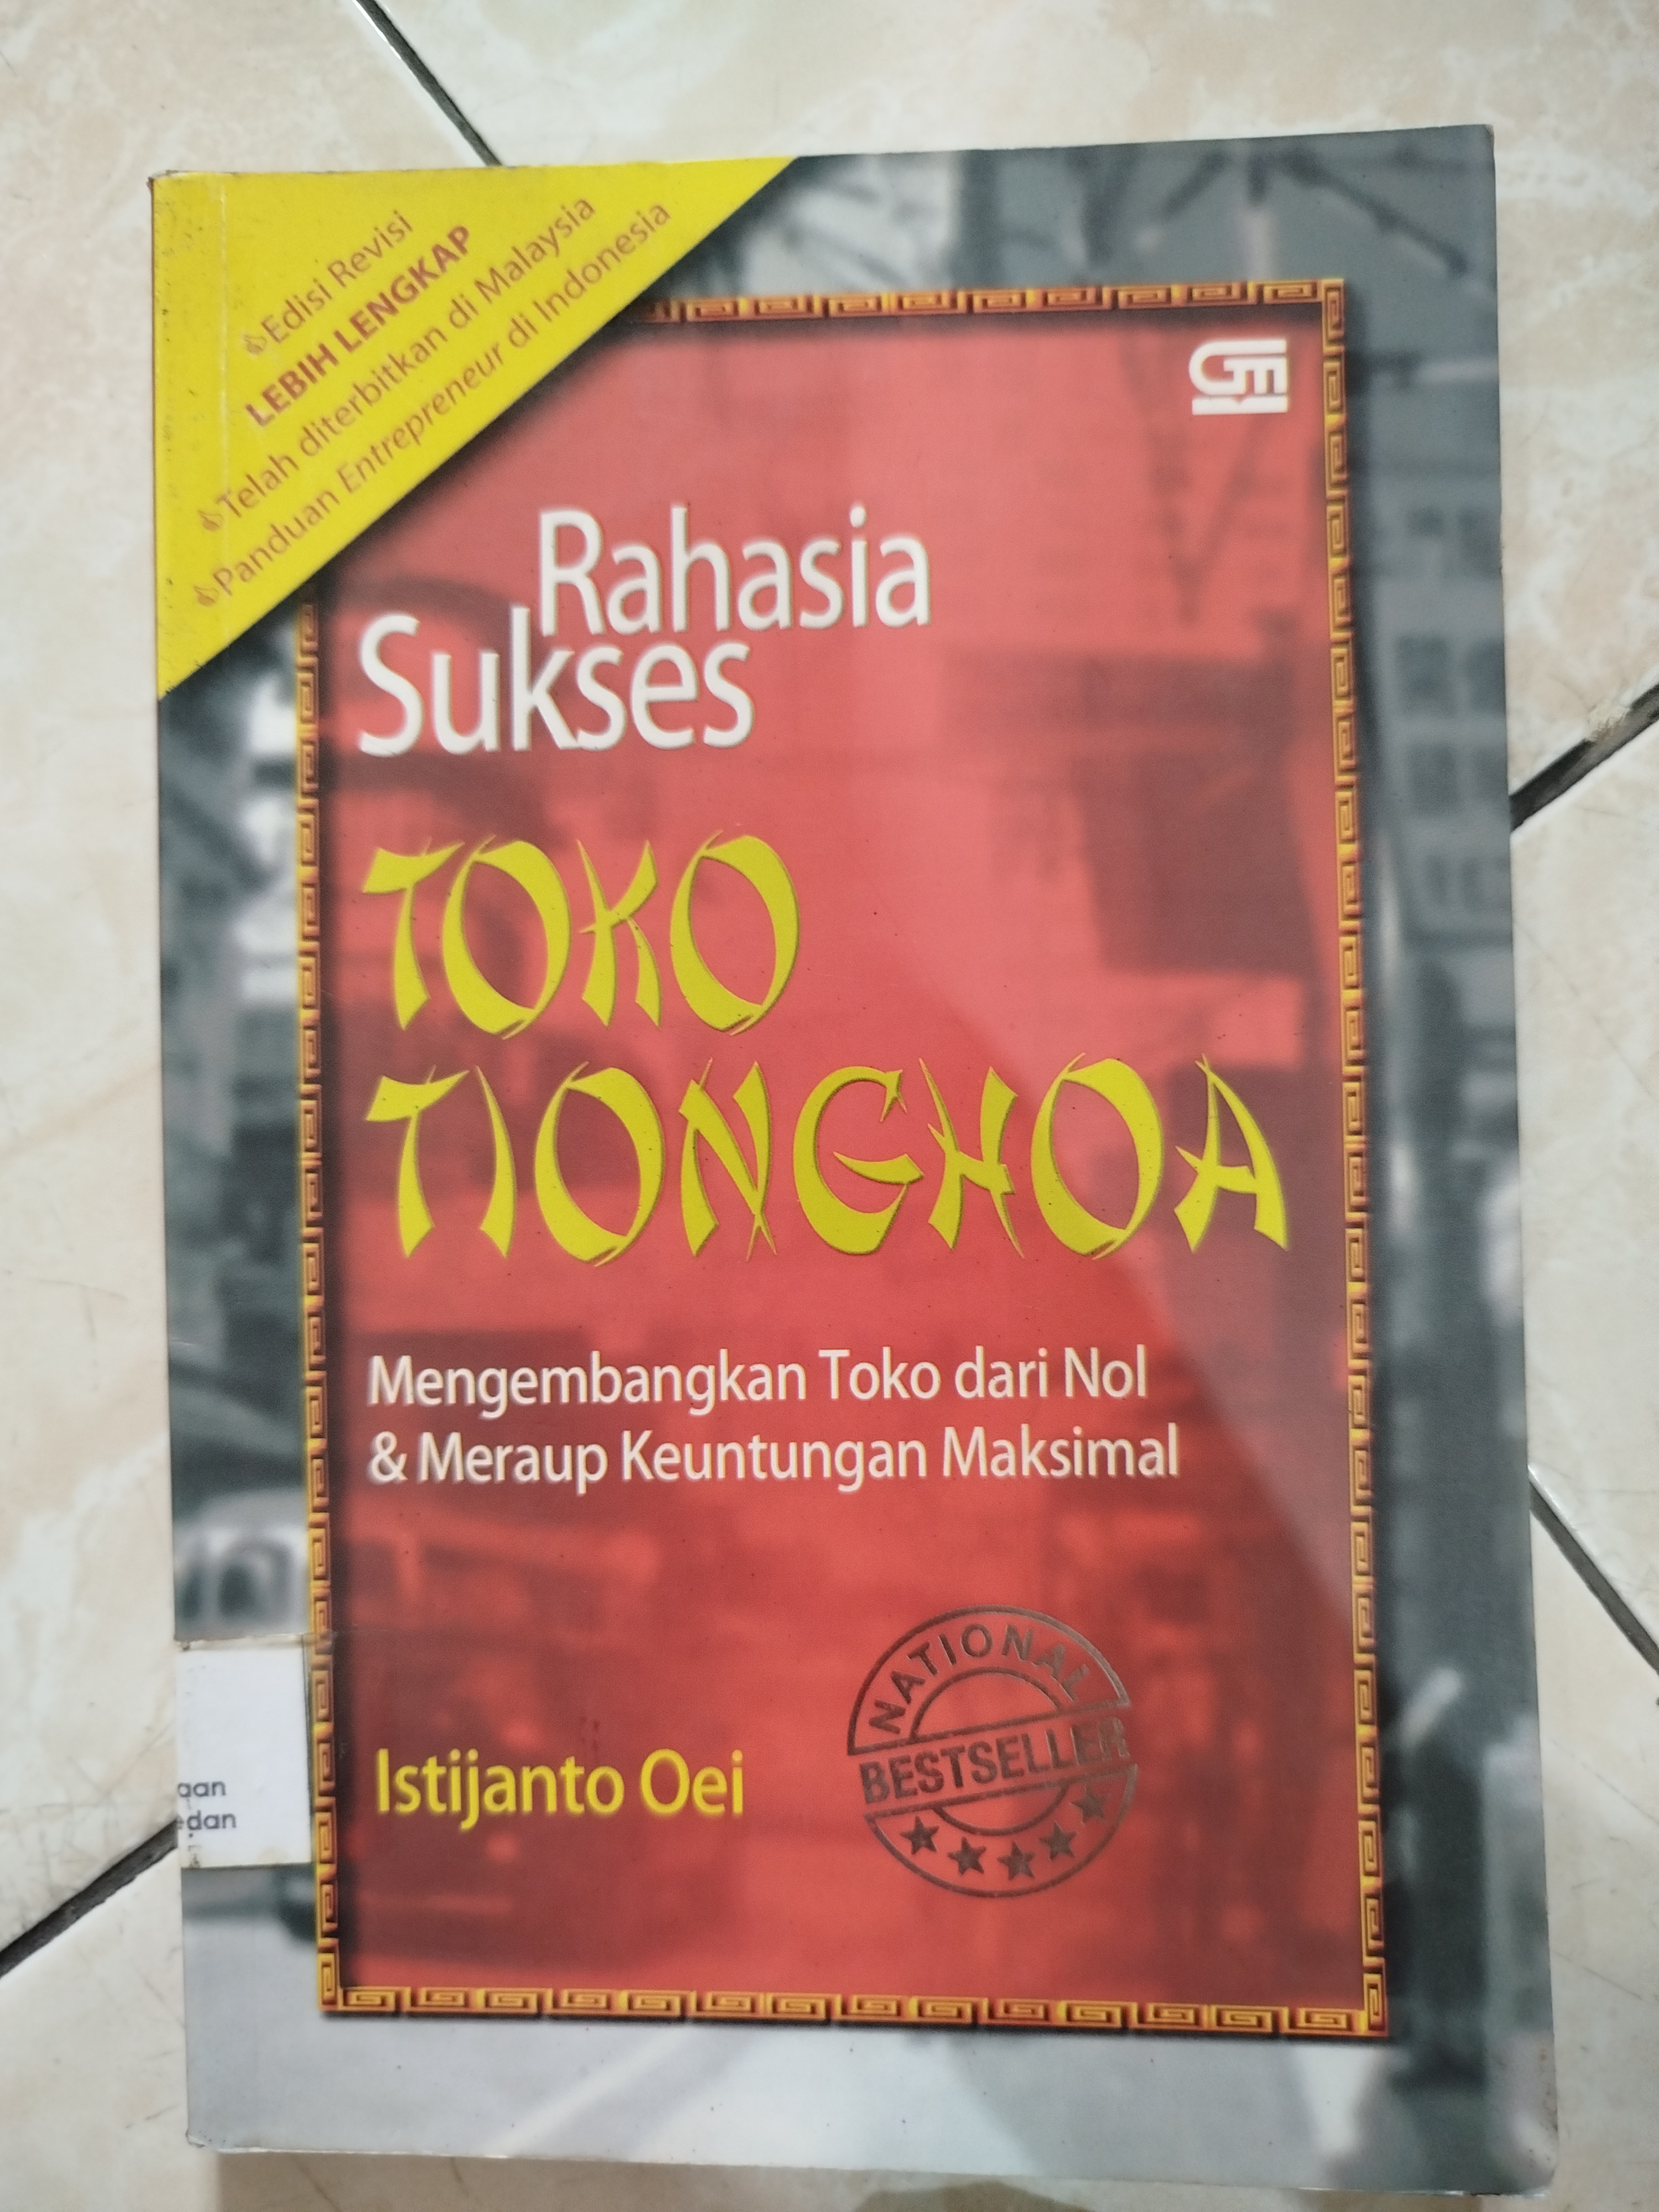 Edisi Revisi
LEBIH LENGKAP
Telah diterbitkan di Malaysia
Panduan Entrepreneur di Indonesia
Rahasia
Sukses
TOKO
TIONGHOA
Mengembangkan Toko dari Nol
& Meraup Keuntungan Maksimal
NATIONAL
BESTSELLER
Istijanto Oei
aan
edan